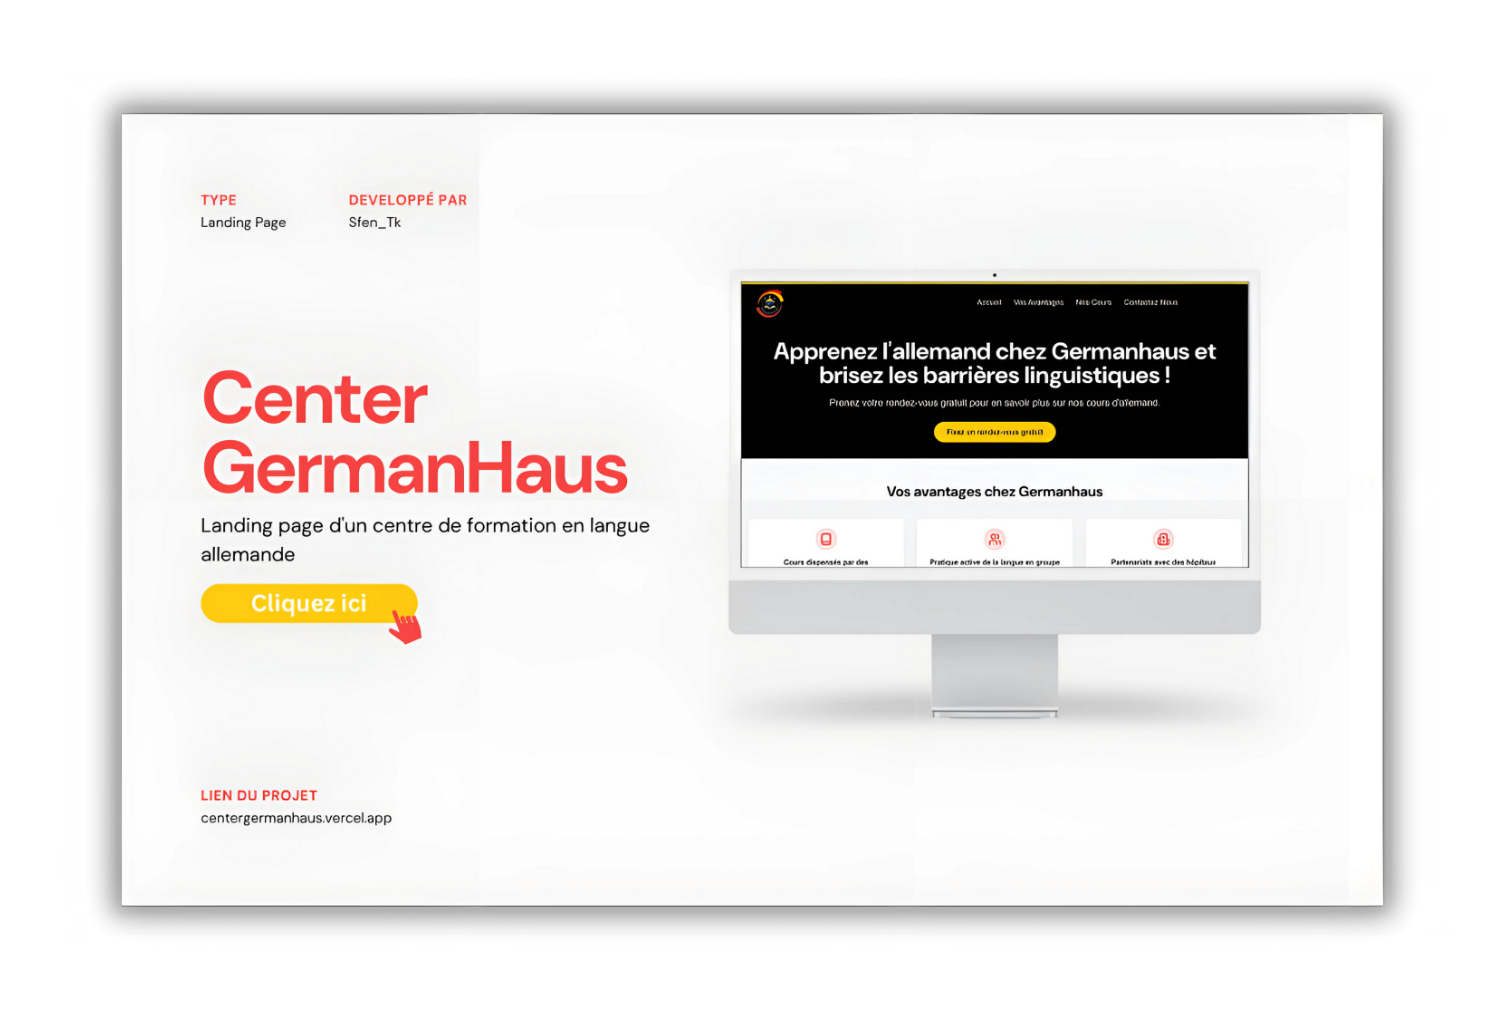 TYPE
Landing Page
DEVELOPPÉ PAR
Sfen_Tk
Center
GermanHaus
Landing page d'un centre de formation en langue
allemande
Cliquez ici
LIEN DU PROJET
centergermanhaus.vercel.app
Accueil Vos Avantages Nos Cours Contactez Nous
Apprenez l'allemand chez Germanhaus et
brisez les barrières linguistiques !
Prenez votre rendez-vous gratuit pour en savoir plus sur nos cours d'allemand.
Fixez un rendez-vous gratuit
Vos avantages chez Germanhaus
Cours dispensés par des
Pratique active de la langue en groupe
Partenariats avec des hôpitaux